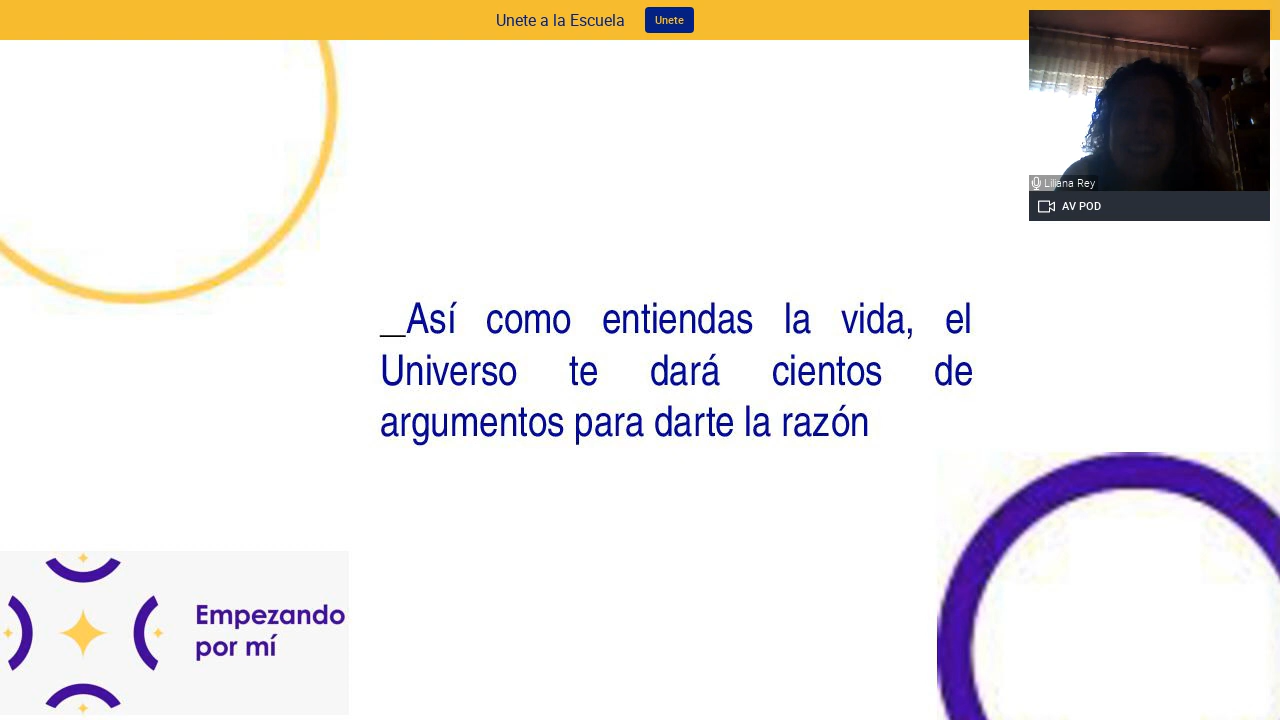 Unete a la Escuela Unete
Liliana Rey
AV POD
_Así como entiendas la vida, el
Universo te dará cientos de
argumentos para darte la razón
Empezando
por mí